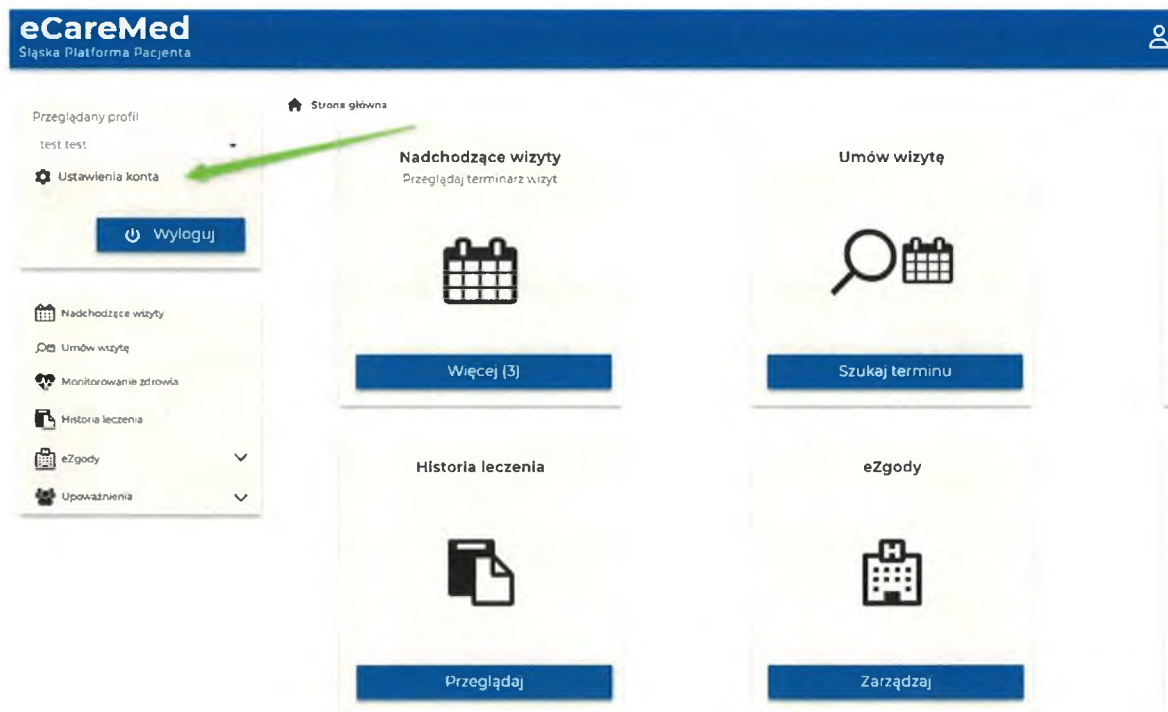 eCareMed
Śląska Platforma Pacjenta
Przeglądany profil
test test
Ustawienia konta
Wyloguj
Nadchodzące wizyty
Umów wizytę
Monitorowanie zdrowia
Historia leczenia
eZgody
Upoważnienia
Strona główna
Nadchodzące wizyty
Przeglądaj terminarz wizyt
Więcej (3)
Umów wizytę
Szukaj terminu
Historia leczenia
Przeglądaj
eZgody
Zarządzaj